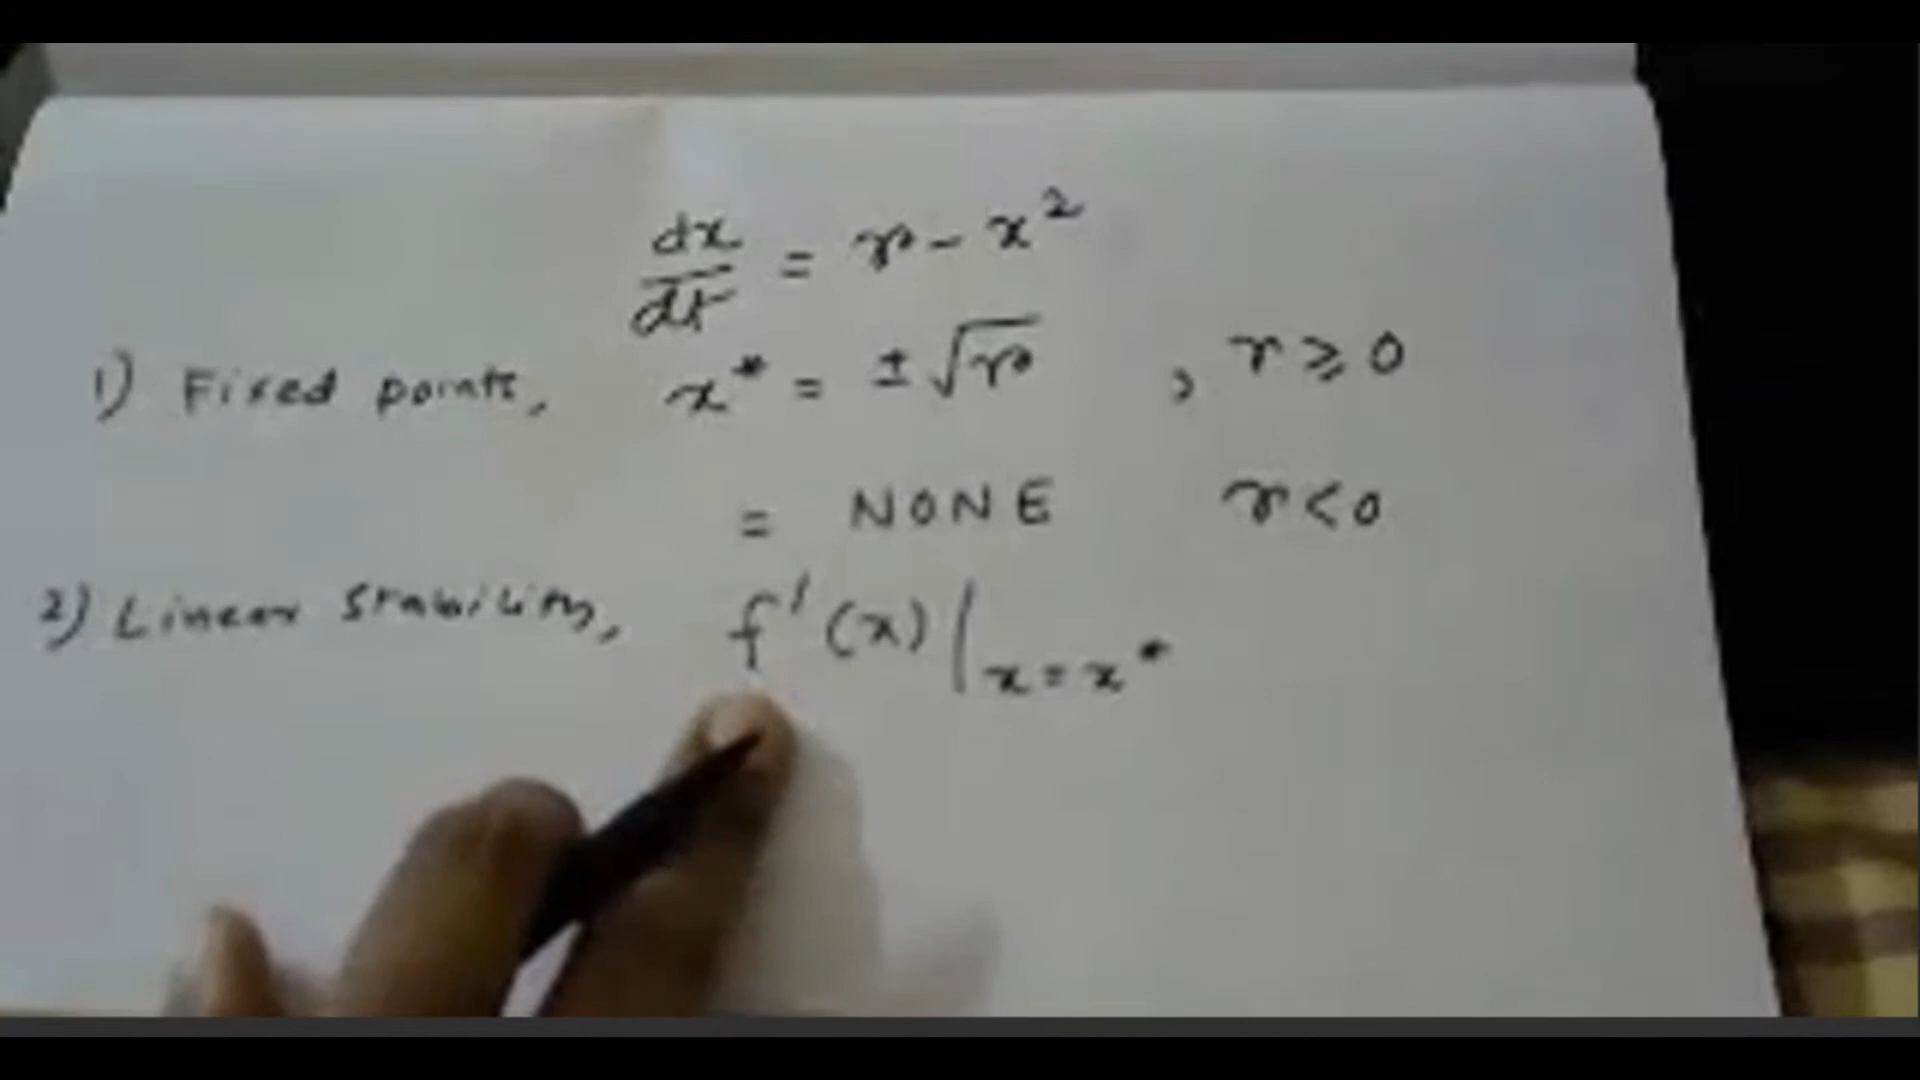 dx/dt = r - x²
1) Fixed points, x* = ±√r , r ≥ 0
= NONE r < 0
2) Linear stability, f'(x)|ₓ₌ₓ*